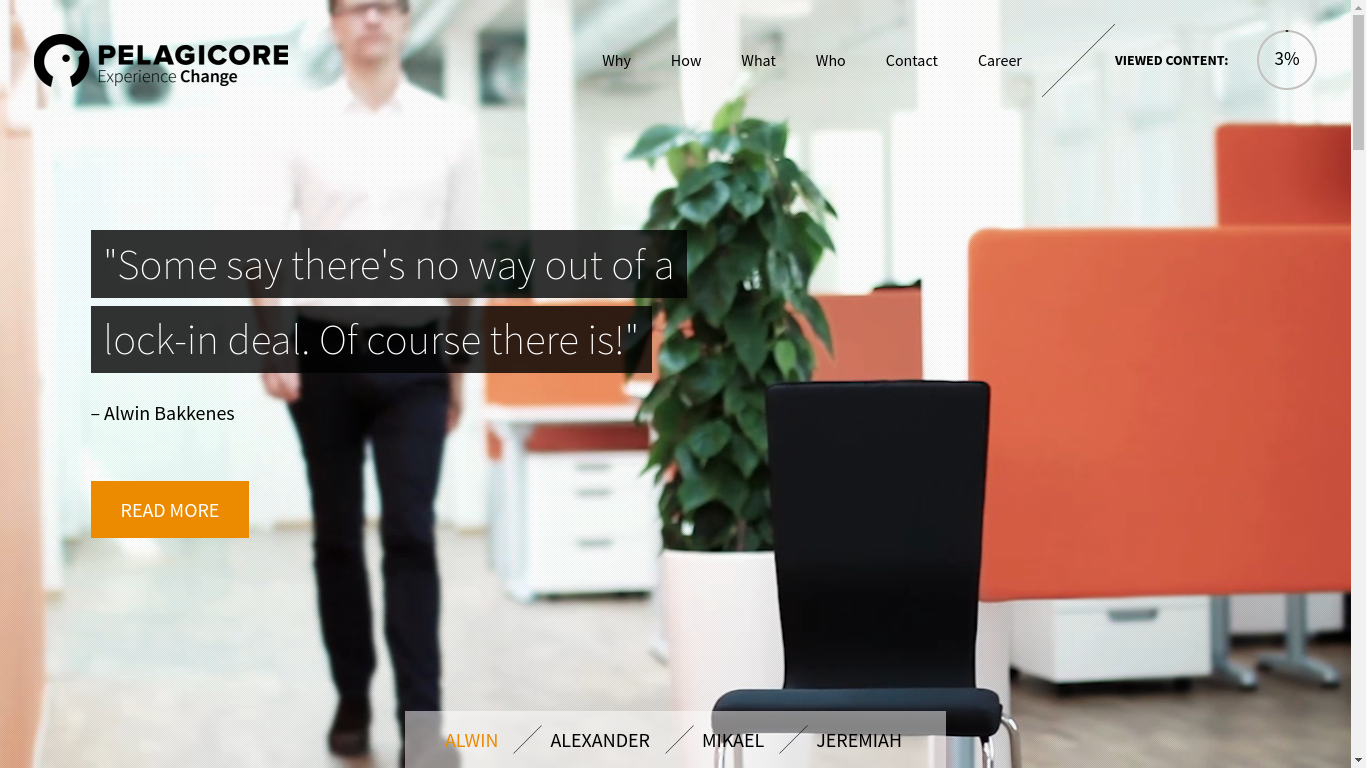 PELAGICORE
Experience Change
Why
How
What
Who
Contact
Career
VIEWED CONTENT:
3%
"Some say there's no way out of a
lock-in deal. Of course there is!"
– Alwin Bakkenes
READ MORE
ALWIN
ALEXANDER
MIKAEL
JEREMIAH